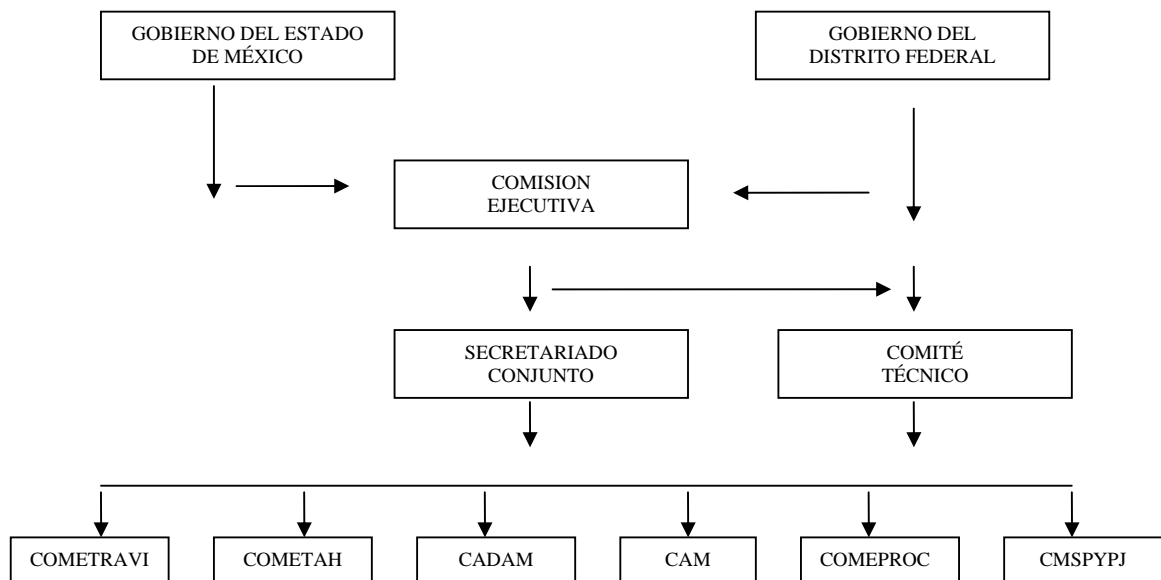 GOBIERNO DEL ESTADO
DE MÉXICO
GOBIERNO DEL
DISTRITO FEDERAL
COMISION
EJECUTIVA
SECRETARIADO
CONJUNTO
COMITÉ
TÉCNICO
COMETRAVI
COMETAH
CADAM
CAM
COMEPROC
CMSPYPJ